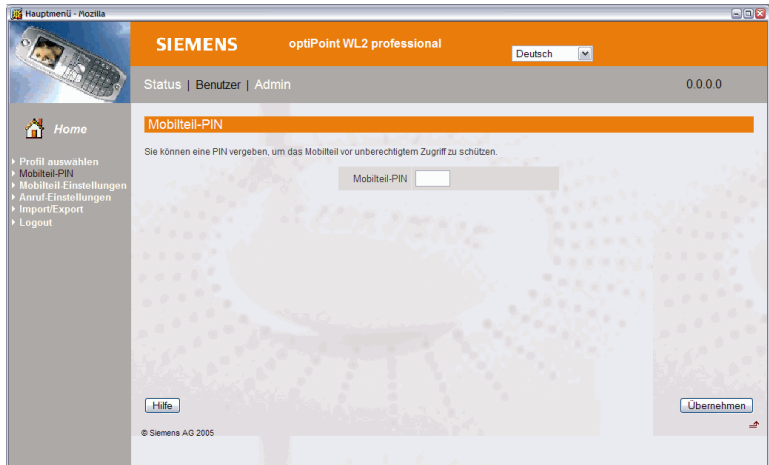 Hauptmenü - Mozilla
SIEMENS optiPoint WL2 professional
Deutsch
Status | Benutzer | Admin 0.0.0.0
Home
Profil auswählen
Mobilteil-PIN
Mobilteil-Einstellungen
Anruf-Einstellungen
Import/Export
Logout
Mobilteil-PIN
Sie können eine PIN vergeben, um das Mobilteil vor unberechtigtem Zugriff zu schützen.
Mobilteil-PIN
Hilfe Übernehmen
© Siemens AG 2005